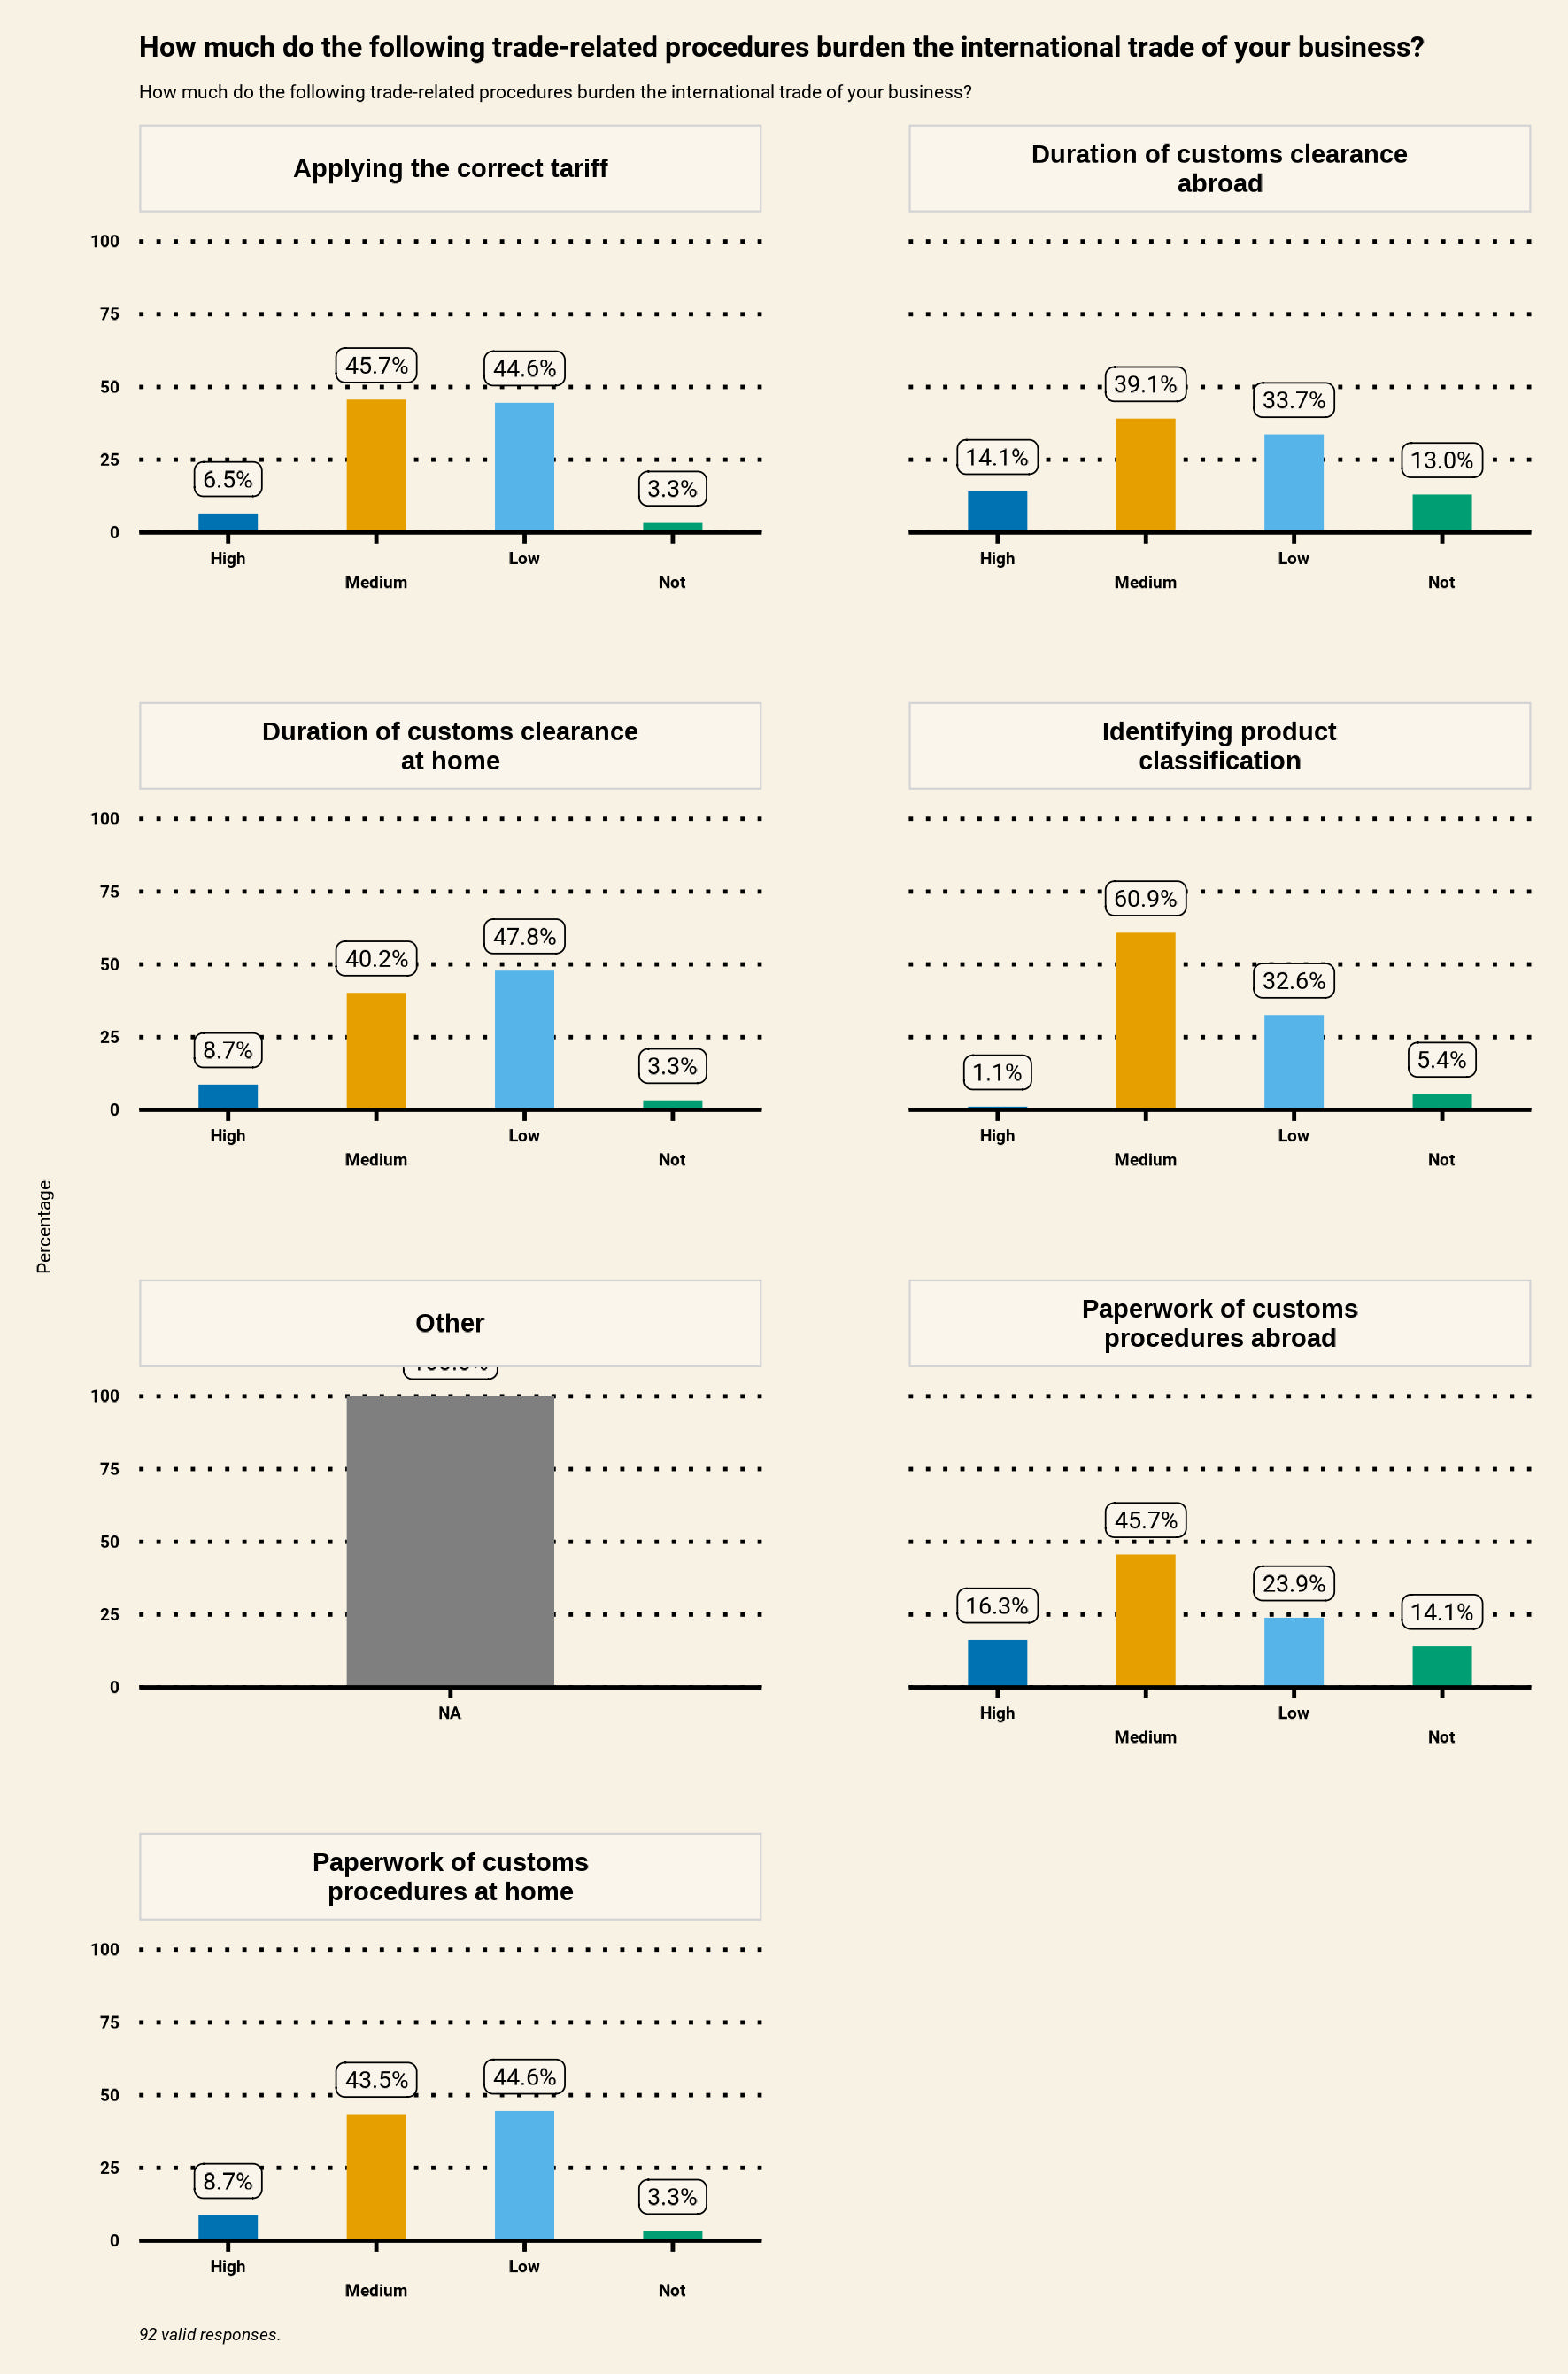 How much do the following trade-related procedures burden the international trade of your business?
How much do the following trade-related procedures burden the international trade of your business?
Applying the correct tariff
100
75
50
25
0
6.5%
45.7%
44.6%
3.3%
High
Medium
Low
Not
Duration of customs clearance
abroad
14.1%
39.1%
33.7%
13.0%
High
Medium
Low
Not
Duration of customs clearance
at home
100
75
50
25
0
8.7%
40.2%
47.8%
3.3%
High
Medium
Low
Not
Identifying product
classification
1.1%
60.9%
32.6%
5.4%
High
Medium
Low
Not
Percentage
Other
100
75
50
25
0
NA
Paperwork of customs
procedures abroad
16.3%
45.7%
23.9%
14.1%
High
Medium
Low
Not
Paperwork of customs
procedures at home
100
75
50
25
0
8.7%
43.5%
44.6%
3.3%
High
Medium
Low
Not
92 valid responses.